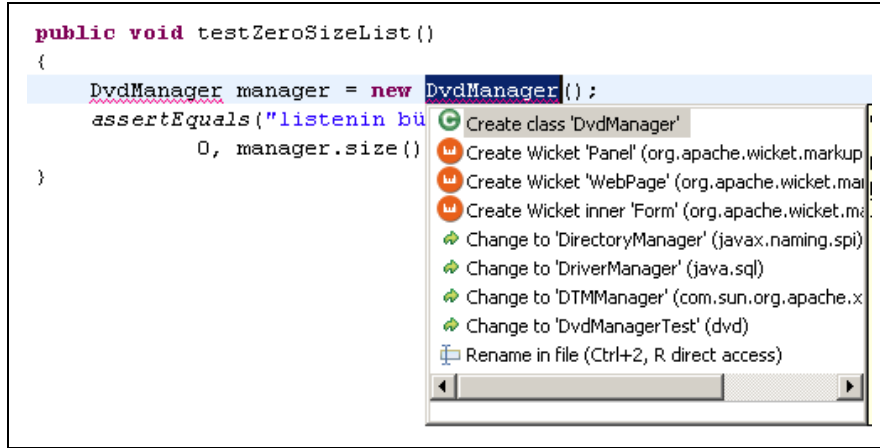 public void testZeroSizeList()
{
DvdManager manager = new DvdManager();
assertEquals("listenin bü
0, manager.size()
}
Create class 'DvdManager'
Create Wicket 'Panel' (org.apache.wicket.markup
Create Wicket 'WebPage' (org.apache.wicket.mar
Create Wicket inner 'Form' (org.apache.wicket.ma
Change to 'DirectoryManager' (javax.naming.spi)
Change to 'DriverManager' (java.sql)
Change to 'DTMManager' (com.sun.org.apache.x
Change to 'DvdManagerTest' (dvd)
Rename in file (Ctrl+2, R direct access)